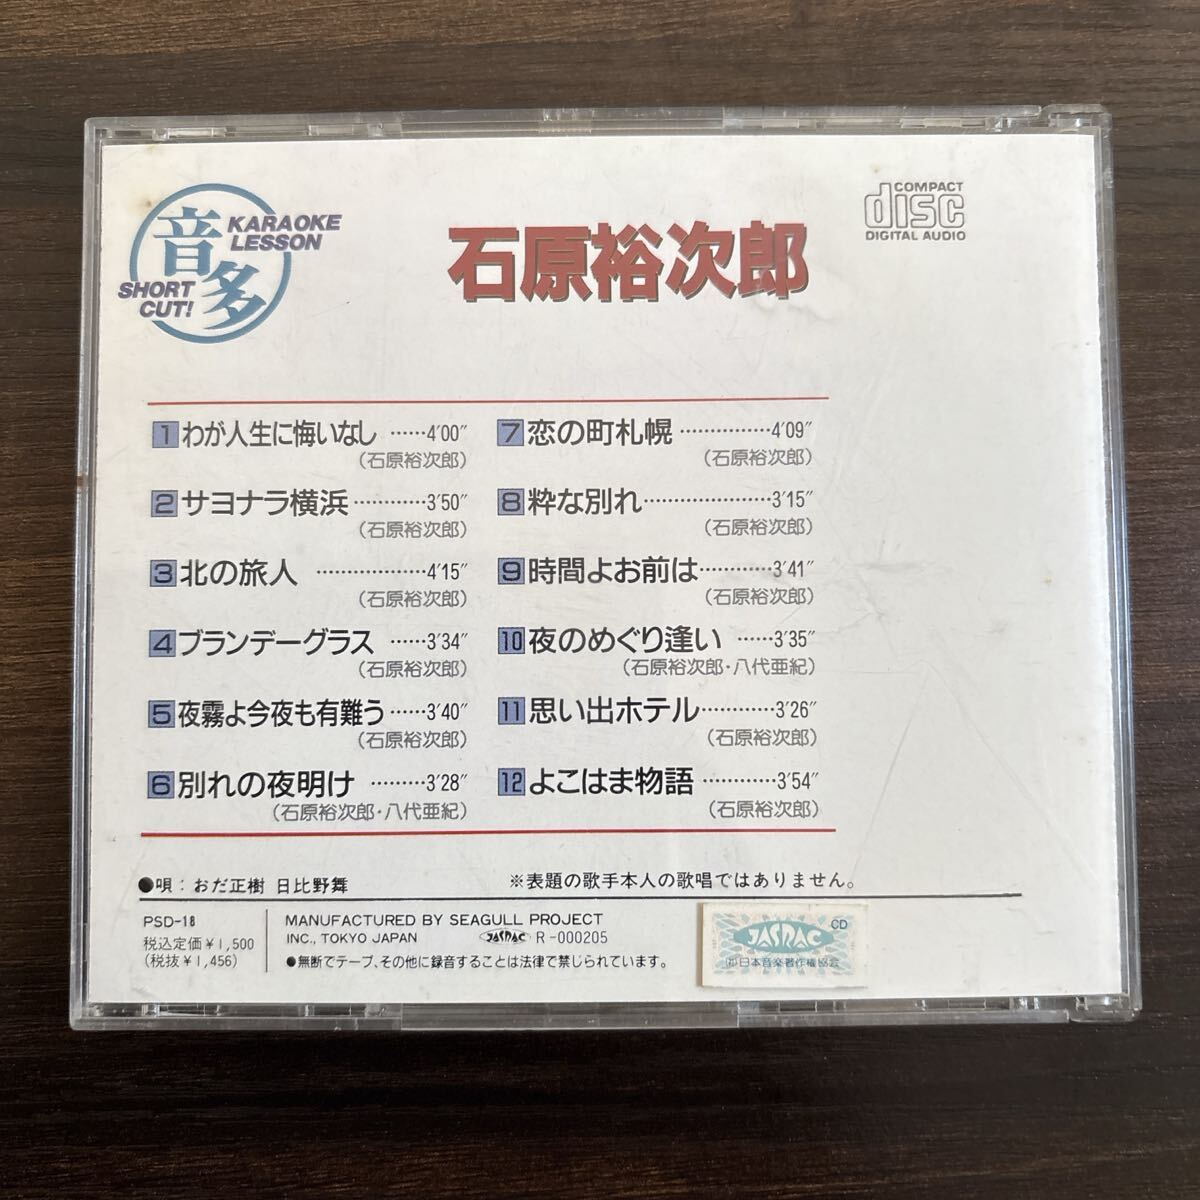 音多
KARAOKE
LESSON
SHORT
CUT!
石原裕次郎
COMPACT
disc
DIGITAL AUDIO
1 わが人生に悔いなし ……4′00″
(石原裕次郎)
2 サヨナラ横浜…………3′50″
(石原裕次郎)
3 北の旅人 ………………4′15″
(石原裕次郎)
4 ブランデーグラス ……3′34″
(石原裕次郎)
5 夜霧よ今夜も有難う……3′40″
(石原裕次郎)
6 別れの夜明け ………3′28″
(石原裕次郎・八代亜紀)
7 恋の町札幌……………4′09″
(石原裕次郎)
8 粋な別れ…………………3′15″
(石原裕次郎)
9 時間よお前は…………3′41″
(石原裕次郎)
10 夜のめぐり逢い ……3′35″
(石原裕次郎・八代亜紀)
11 思い出ホテル…………3′26″
(石原裕次郎)
12 よこはま物語 …………3′54″
(石原裕次郎)
●唄：おだ正樹 日比野舞
※表題の歌手本人の歌唱ではありません。
PSD-18
税込定価￥1,500
(税抜￥1,456)
MANUFACTURED BY SEAGULL PROJECT
INC., TOKYO JAPAN JASRAC R-000205
●無断でテープ、その他に録音することは法律で禁じられています。
JASRAC
CD
(社)日本音楽著作権協会